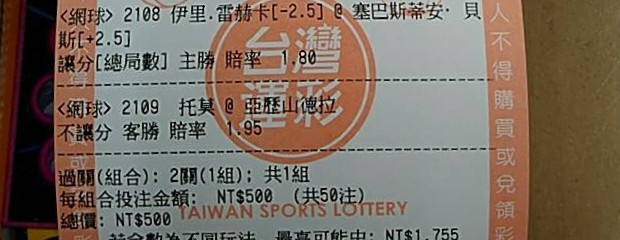 <網球> 2108 伊里.雷赫卡[-2.5] @ 塞巴斯蒂安· 貝
斯[+2.5]
讓分[總局數] 主勝 賠率 1.80
<網球> 2109 托莫 @ 亞歷山德拉
不讓分 客勝 賠率 1.95
過關(組合): 2關(1組); 共1組
每組合投注金額: NT$500 (共50注)
總價: NT$500
最高可能中: NT$1,755
台灣
運彩
TAIWAN SPORTS LOTTERY
人不得購買或兌領彩
得
或